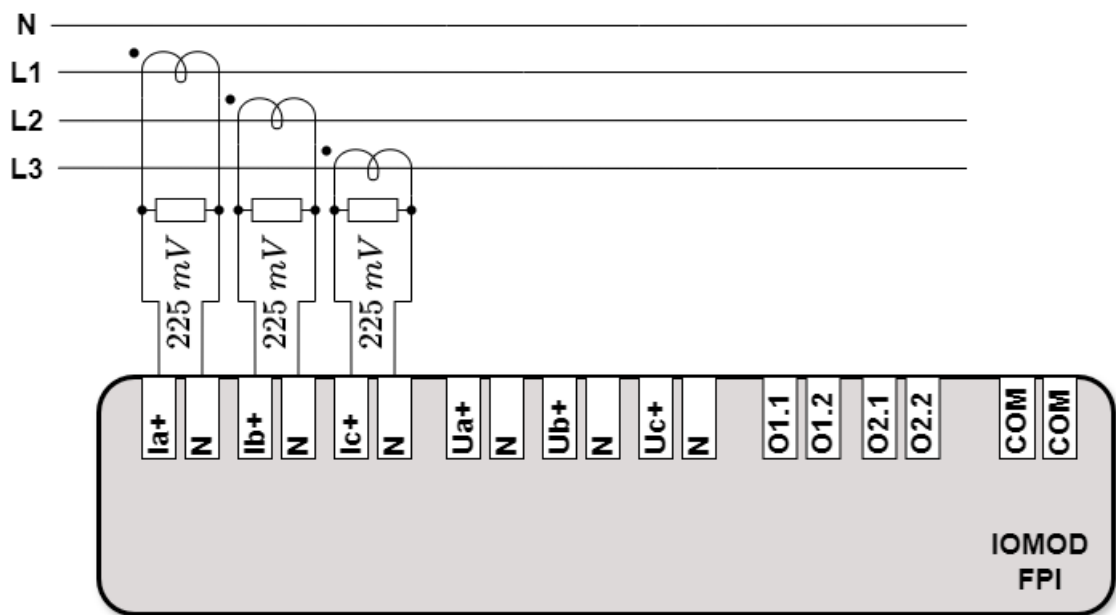 N
L1
L2
L3
225 mV
225 mV
225 mV
Ia+
N
Ib+
N
Ic+
N
Ua+
N
Ub+
N
Uc+
N
O1.1
O1.2
O2.1
O2.2
COM
COM
IOMOD
FPI